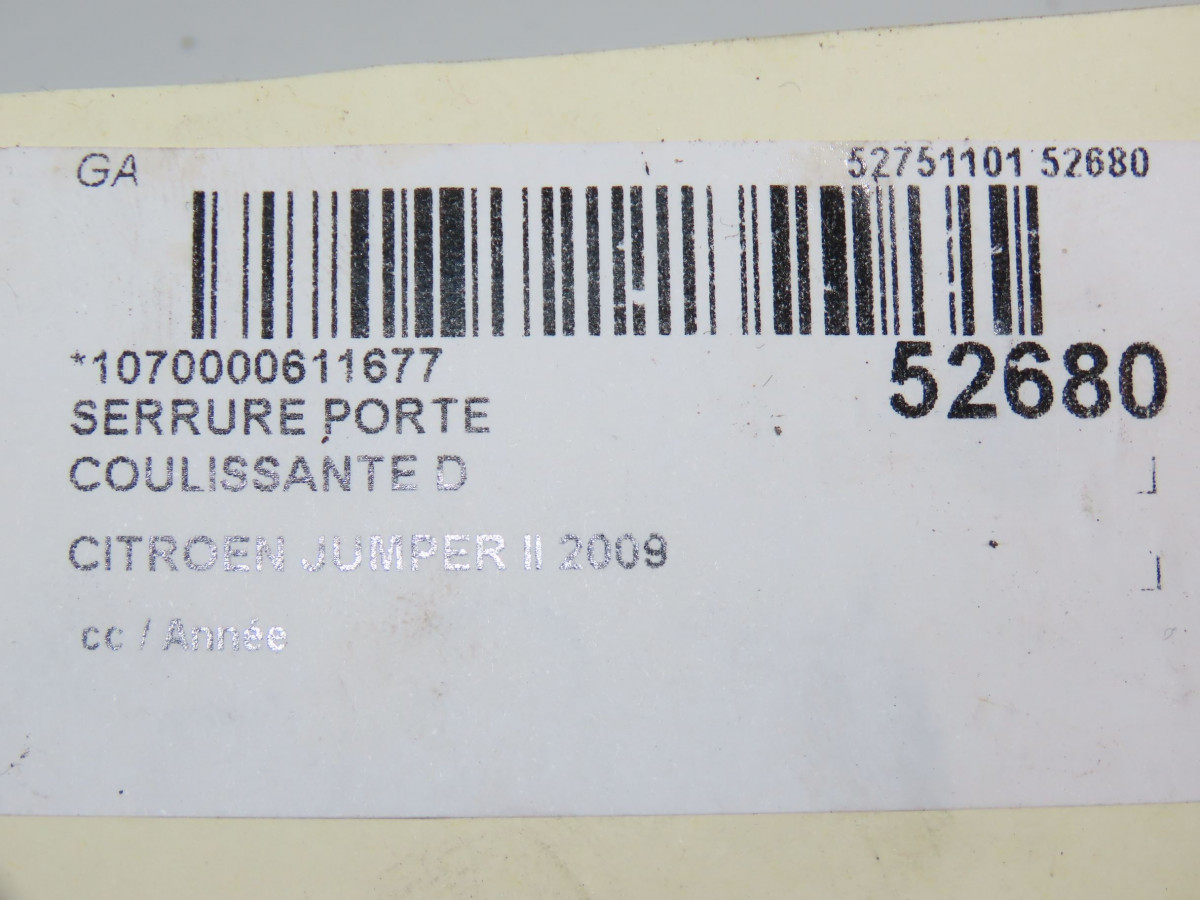 GA
52751101 52680
*1070000611677
52680
SERRURE PORTE
COULISSANTE D
CITROEN JUMPER II 2009
cc / Année